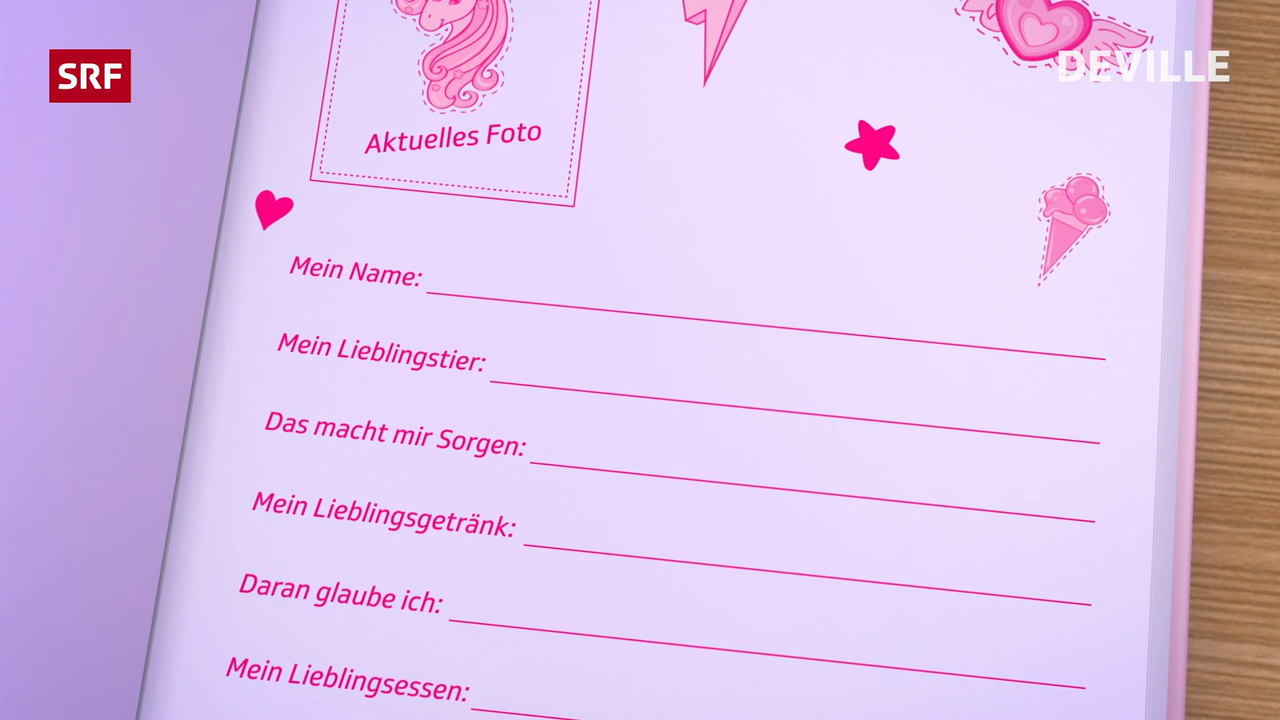 SRF
DEVILLE
Aktuelles Foto
Mein Name:
Mein Lieblingstier:
Das macht mir Sorgen:
Mein Lieblingsgetränk:
Daran glaube ich:
Mein Lieblingsessen: